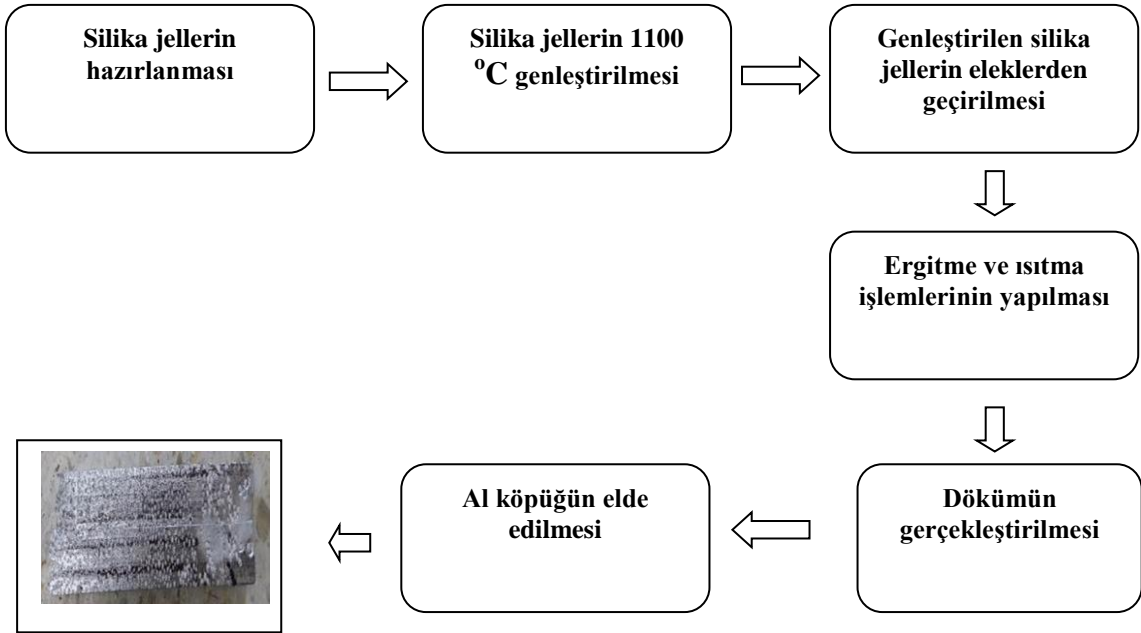 Silika jellerin
hazırlanması
Silika jellerin 1100
°C genleştirilmesi
Genleştirilen silika
jellerin eleklerden
geçirilmesi
Ergitme ve ısıtma
işlemlerinin yapılması
Dökümün
gerçekleştirilmesi
Al köpüğün elde
edilmesi